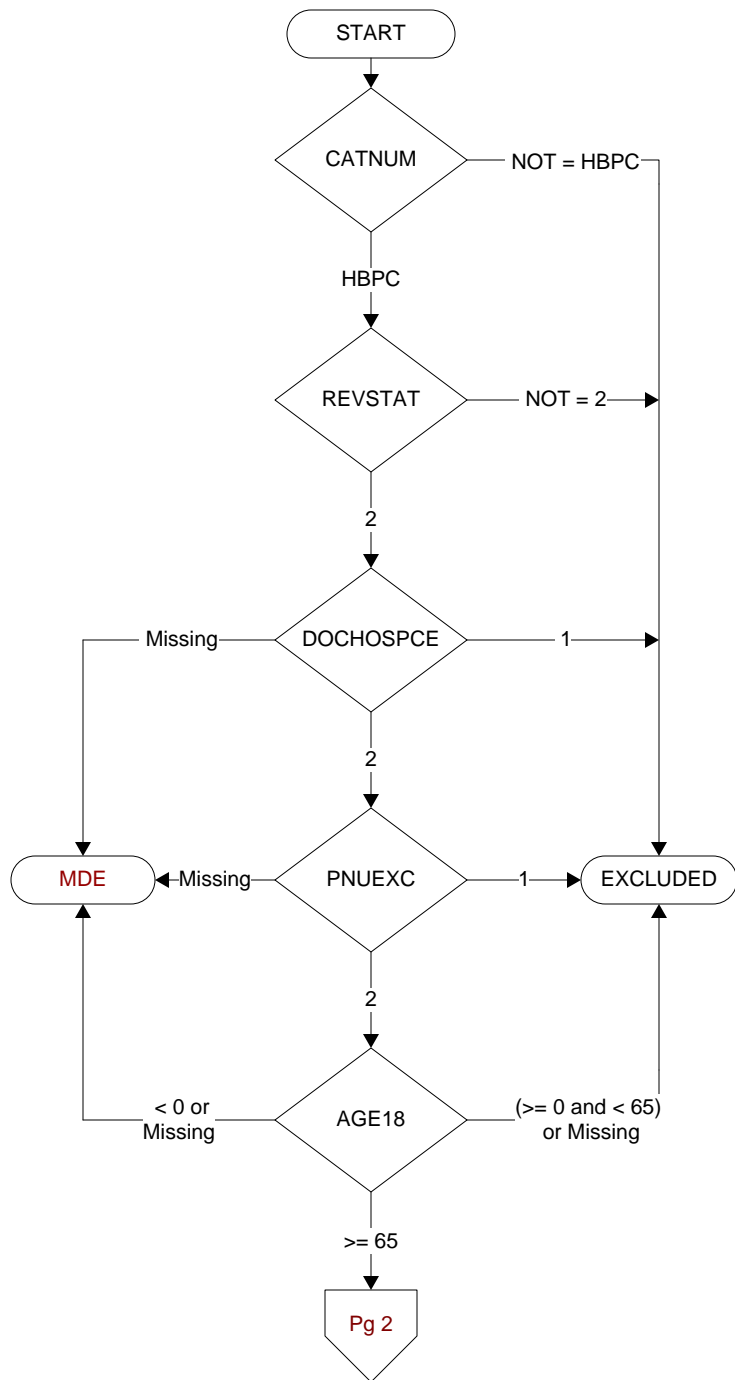 START
CATNUM
NOT = HBPC
HBPC
REVSTAT
NOT = 2
2
DOCHOSPCE
Missing
1
2
MDE
Missing
PNUEXC
1
EXCLUDED
2
< 0 or
Missing
AGE18
(>= 0 and < 65)
or Missing
>= 65
Pg 2